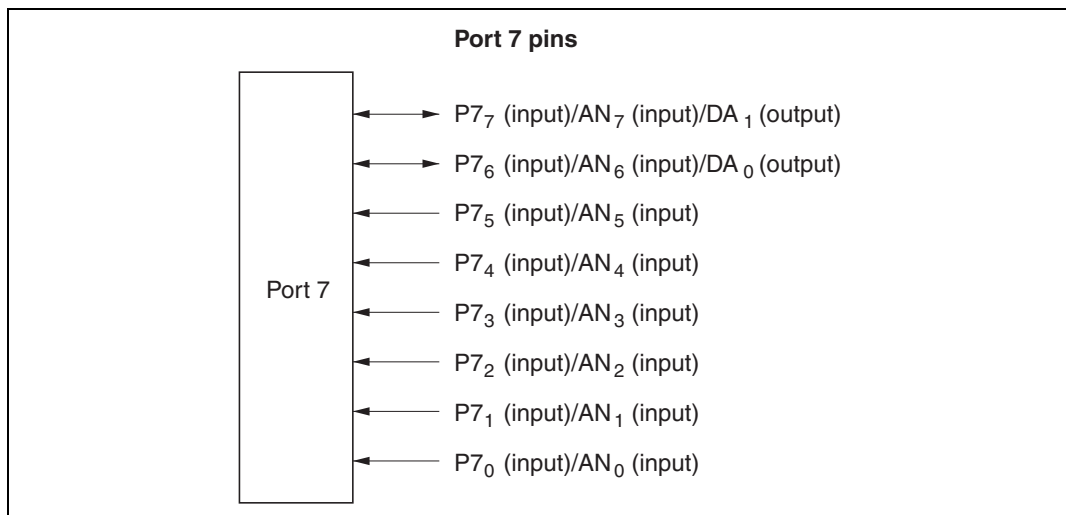 Port 7 pins
P7₇ (input)/AN₇ (input)/DA₁ (output)
P7₆ (input)/AN₆ (input)/DA₀ (output)
P7₅ (input)/AN₅ (input)
P7₄ (input)/AN₄ (input)
Port 7
P7₃ (input)/AN₃ (input)
P7₂ (input)/AN₂ (input)
P7₁ (input)/AN₁ (input)
P7₀ (input)/AN₀ (input)